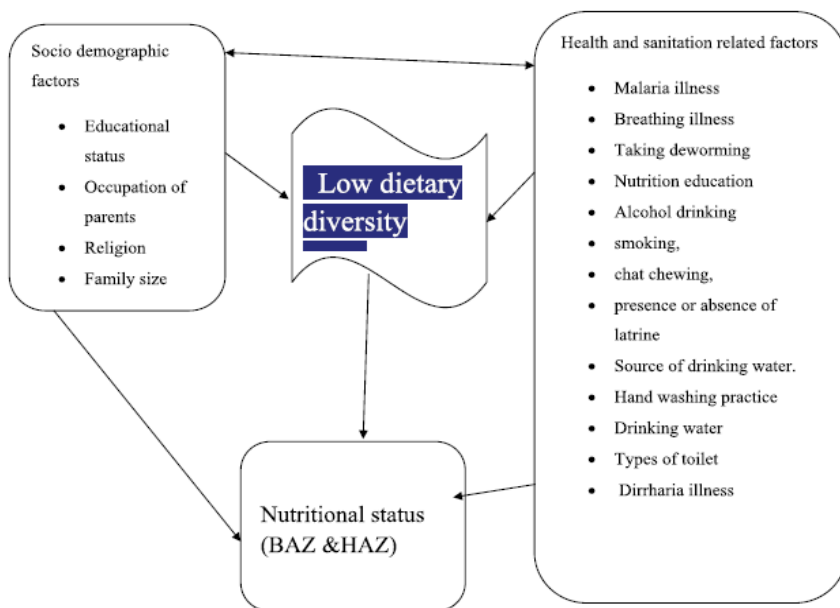 Socio demographic
factors
• Educational
status
• Occupation of
parents
• Religion
• Family size
Low dietary
diversity
Health and sanitation related factors
• Malaria illness
• Breathing illness
• Taking deworming
• Nutrition education
• Alcohol drinking
• smoking,
• chat chewing,
• presence or absence of
latrine
• Source of drinking water.
• Hand washing practice
• Drinking water
• Types of toilet
• Dirrharia illness
Nutritional status
(BAZ &HAZ)